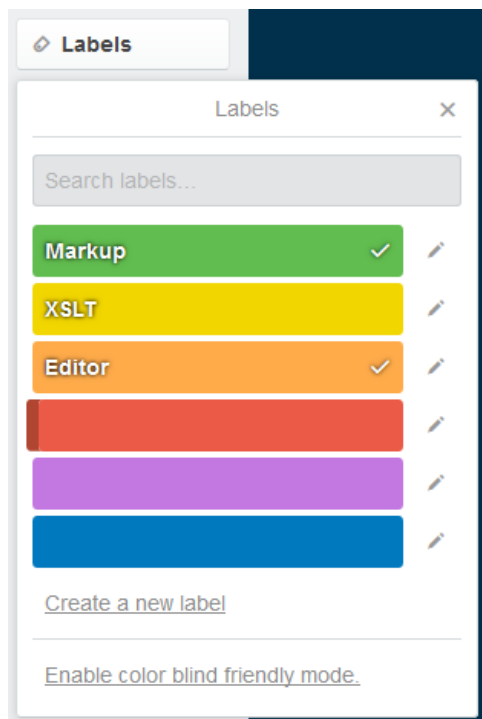 Labels
Labels
Search labels...
Markup
XSLT
Editor
Create a new label
Enable color blind friendly mode.